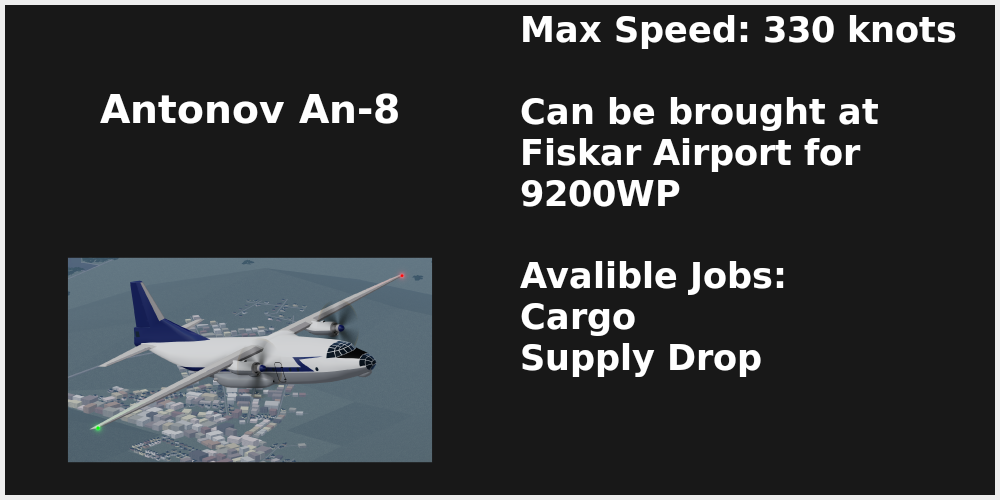 Antonov An-8
Max Speed: 330 knots
Can be brought at
Fiskar Airport for
9200WP
Avalible Jobs:
Cargo
Supply Drop